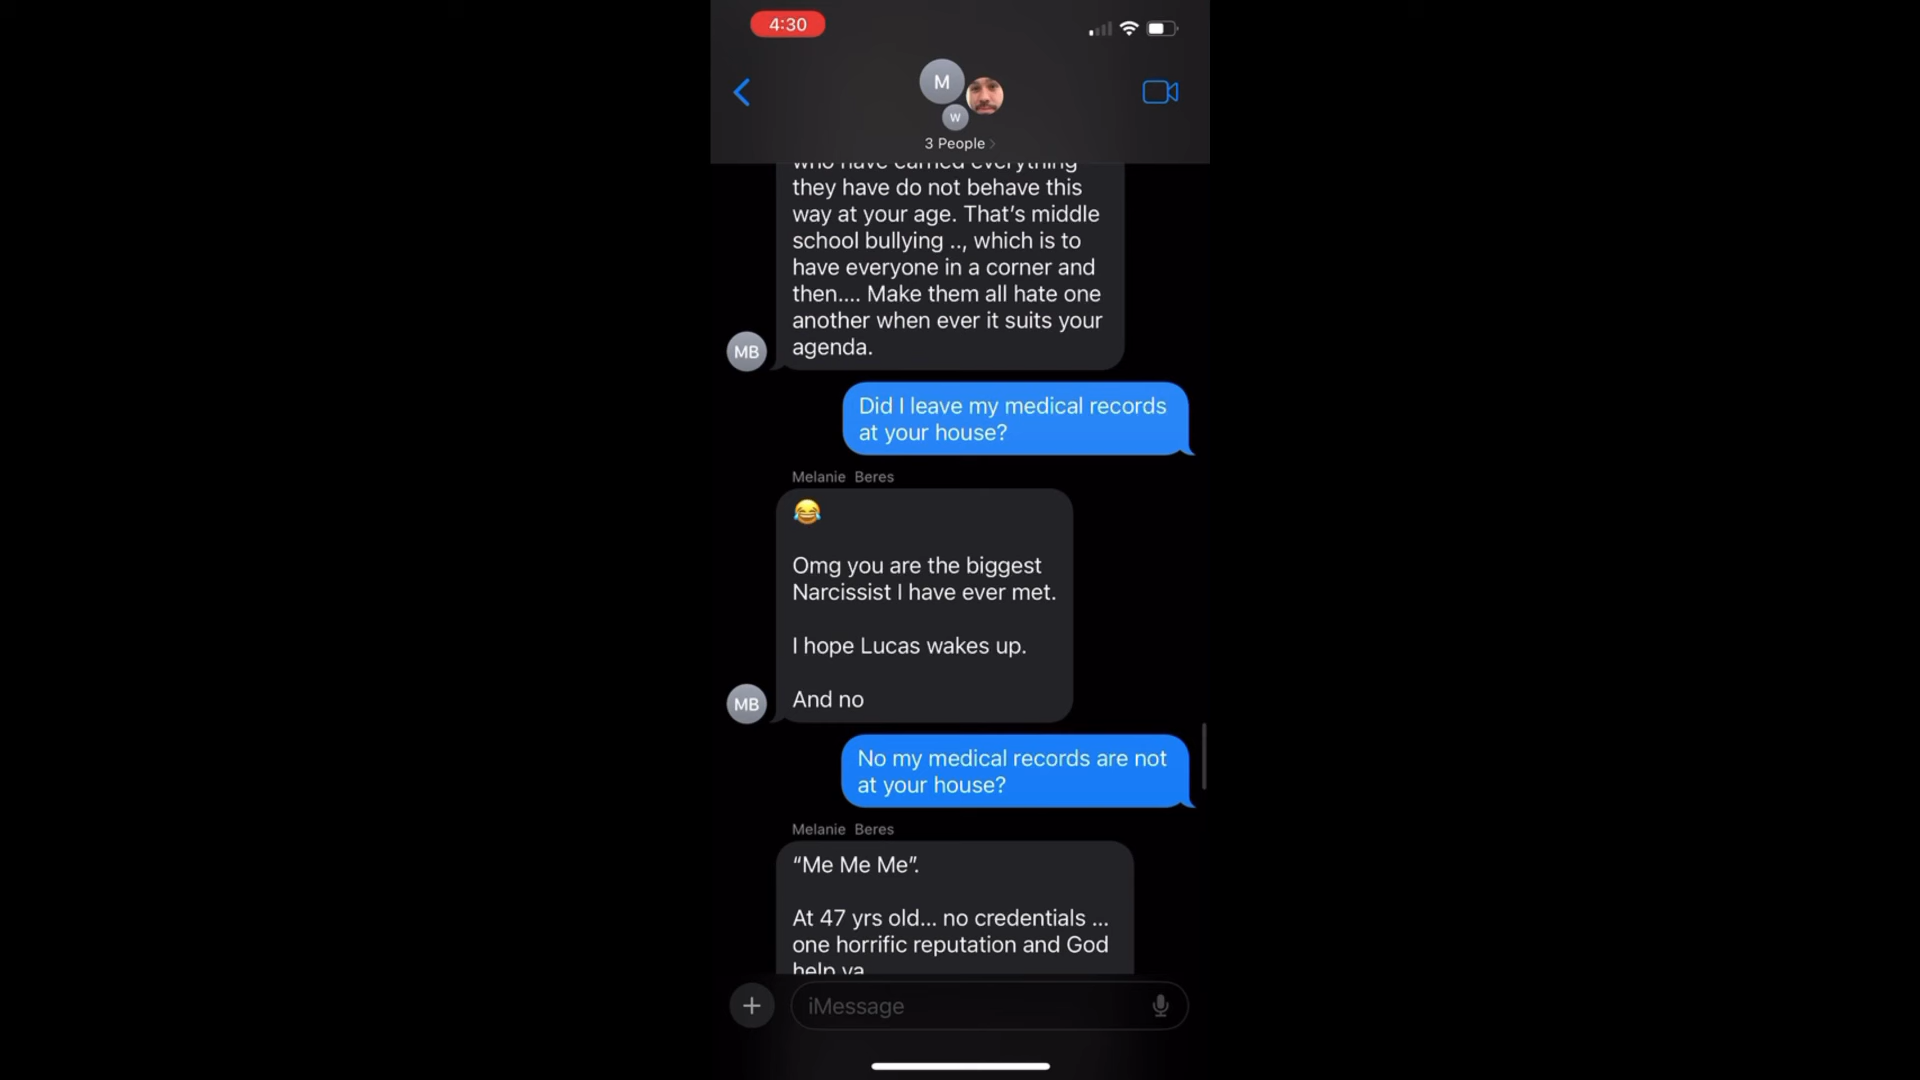 4:30
M
W
3 People
who have earned everything
they have do not behave this
way at your age. That's middle
school bullying .., which is to
have everyone in a corner and
then.... Make them all hate one
another when ever it suits your
agenda.
MB
Did I leave my medical records
at your house?
Melanie Beres
😂
Omg you are the biggest
Narcissist I have ever met.
I hope Lucas wakes up.
And no
MB
No my medical records are not
at your house?
Melanie Beres
“Me Me Me”.
At 47 yrs old... no credentials ...
one horrific reputation and God
help ya
iMessage